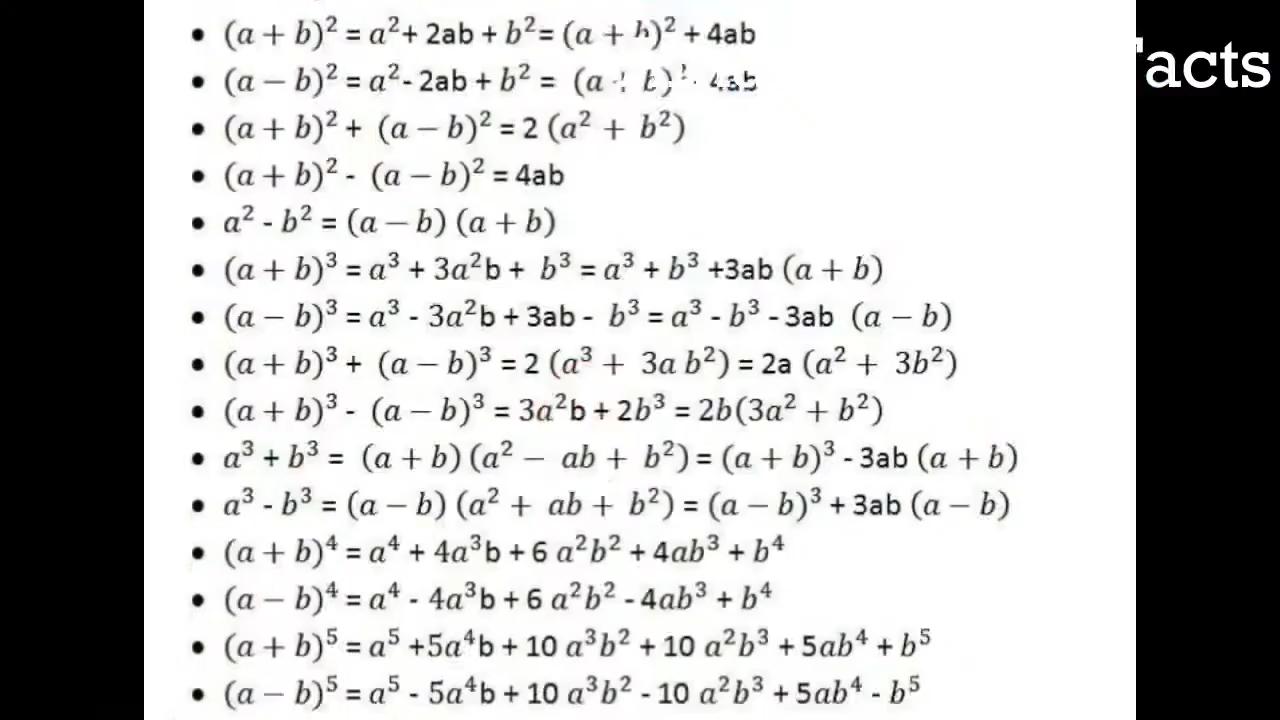 • (a + b)² = a² + 2ab + b² = (a + b)² + 4ab
• (a − b)² = a² - 2ab + b² = (a + b)² - 4ab
• (a + b)² + (a − b)² = 2 (a² + b²)
• (a + b)² - (a − b)² = 4ab
• a² - b² = (a − b) (a + b)
• (a + b)³ = a³ + 3a²b + b³ = a³ + b³ +3ab (a + b)
• (a − b)³ = a³ - 3a²b + 3ab - b³ = a³ - b³ - 3ab (a − b)
• (a + b)³ + (a − b)³ = 2 (a³ + 3a b²) = 2a (a² + 3b²)
• (a + b)³ - (a − b)³ = 3a²b + 2b³ = 2b(3a² + b²)
• a³ + b³ = (a + b) (a² − ab + b²) = (a + b)³ - 3ab (a + b)
• a³ - b³ = (a − b) (a² + ab + b²) = (a − b)³ + 3ab (a − b)
• (a + b)⁴ = a⁴ + 4a³b + 6 a²b² + 4ab³ + b⁴
• (a − b)⁴ = a⁴ - 4a³b + 6 a²b² - 4ab³ + b⁴
• (a + b)⁵ = a⁵ +5a⁴b + 10 a³b² + 10 a²b³ + 5ab⁴ + b⁵
• (a − b)⁵ = a⁵ - 5a⁴b + 10 a³b² - 10 a²b³ + 5ab⁴ - b⁵